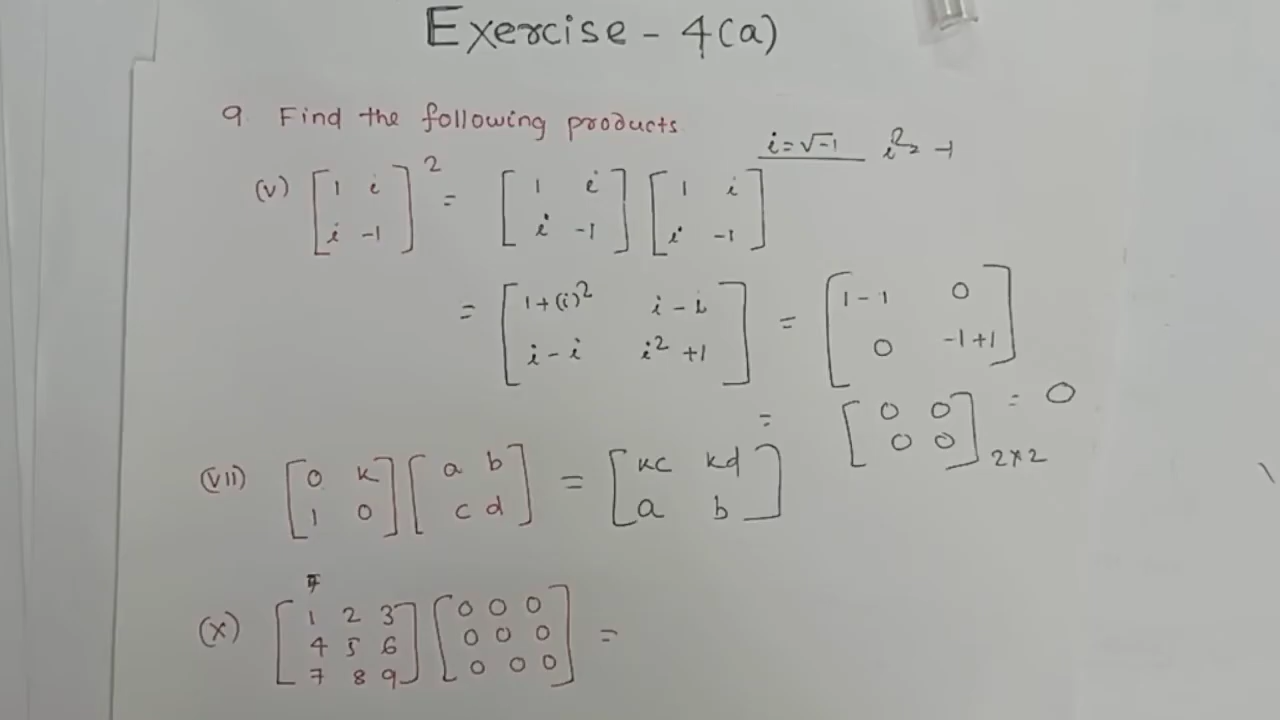 Exercise - 4(a)
9. Find the following products
i = √-1 i² = -1
(v) [1 i; i -1]² = [1 i; i -1] [1 i; i -1]
= [1+(i)² i - i; i - i i² +1] = [1 - 1 0; 0 -1+1]
= [0 0; 0 0] 2×2 = 0
(vii) [0 k; 1 0] [a b; c d] = [kc kd; a b]
(x) [1 2 3; 4 5 6; 7 8 9] [0 0 0; 0 0 0; 0 0 0] =